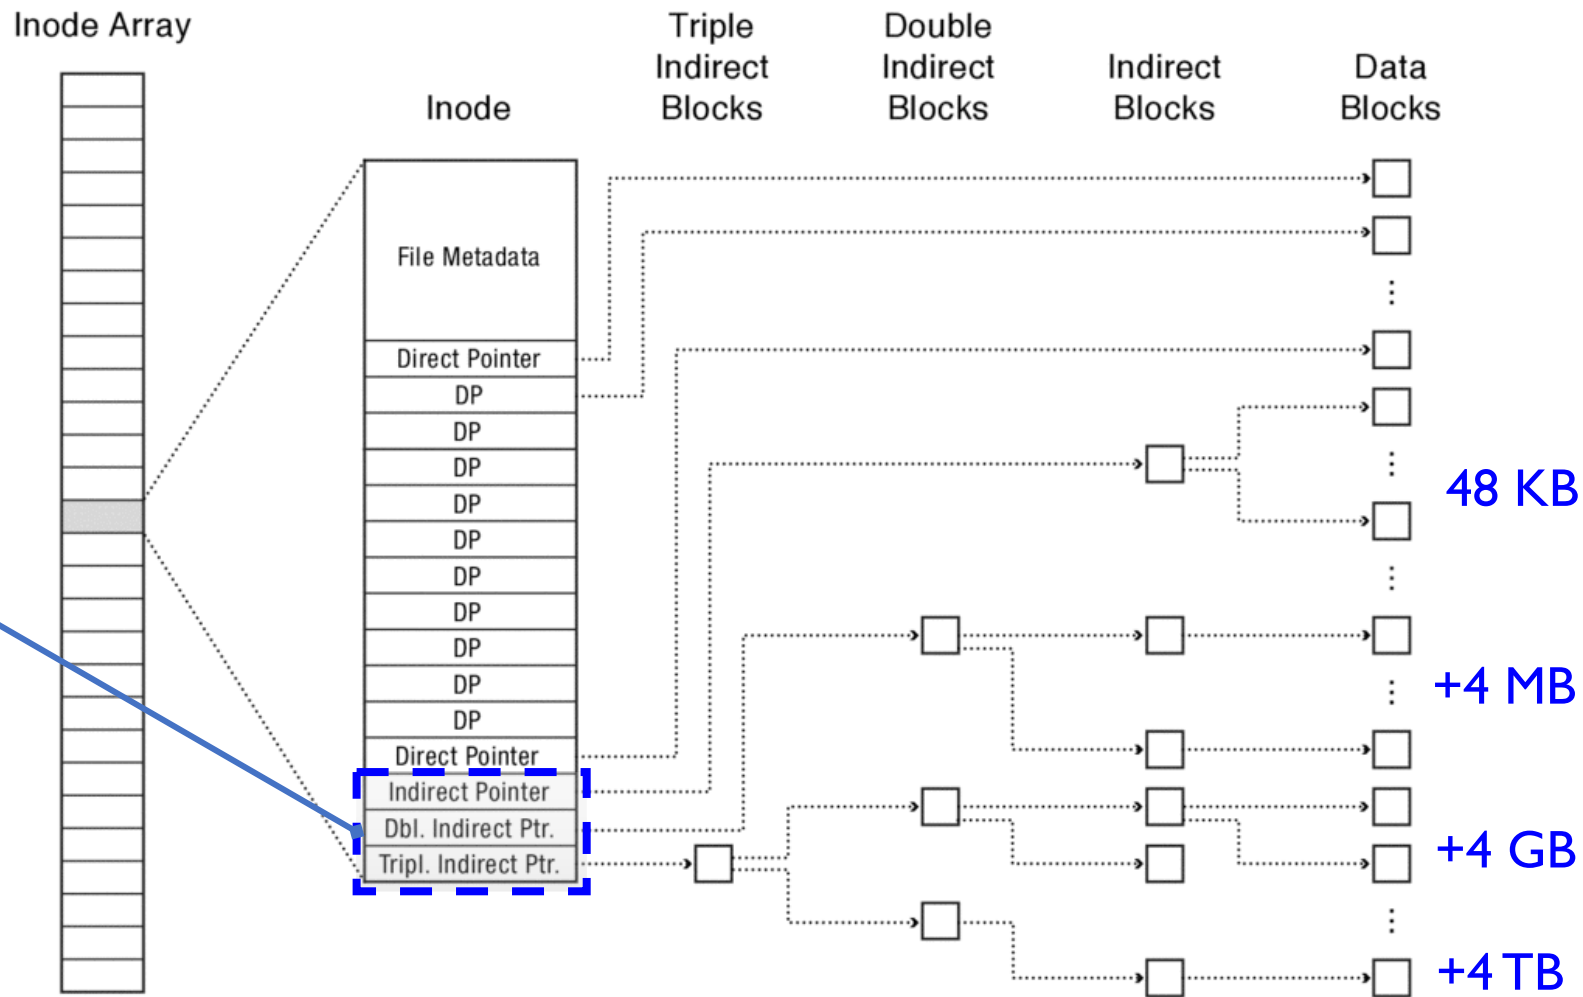 Inode Array
Inode
Triple
Indirect
Blocks
Double
Indirect
Blocks
Indirect
Blocks
Data
Blocks
File Metadata
Direct Pointer
DP
DP
DP
DP
DP
DP
DP
DP
DP
DP
Direct Pointer
Indirect Pointer
Dbl. Indirect Ptr.
Tripl. Indirect Ptr.
48 KB
+4 MB
+4 GB
+4 TB